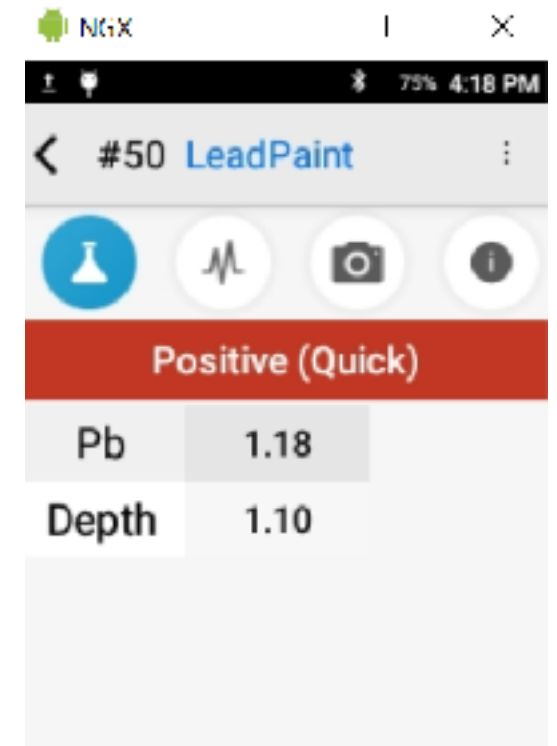 NGX
75% 4:18 PM
#50 LeadPaint
Positive (Quick)
Pb 1.18
Depth 1.10